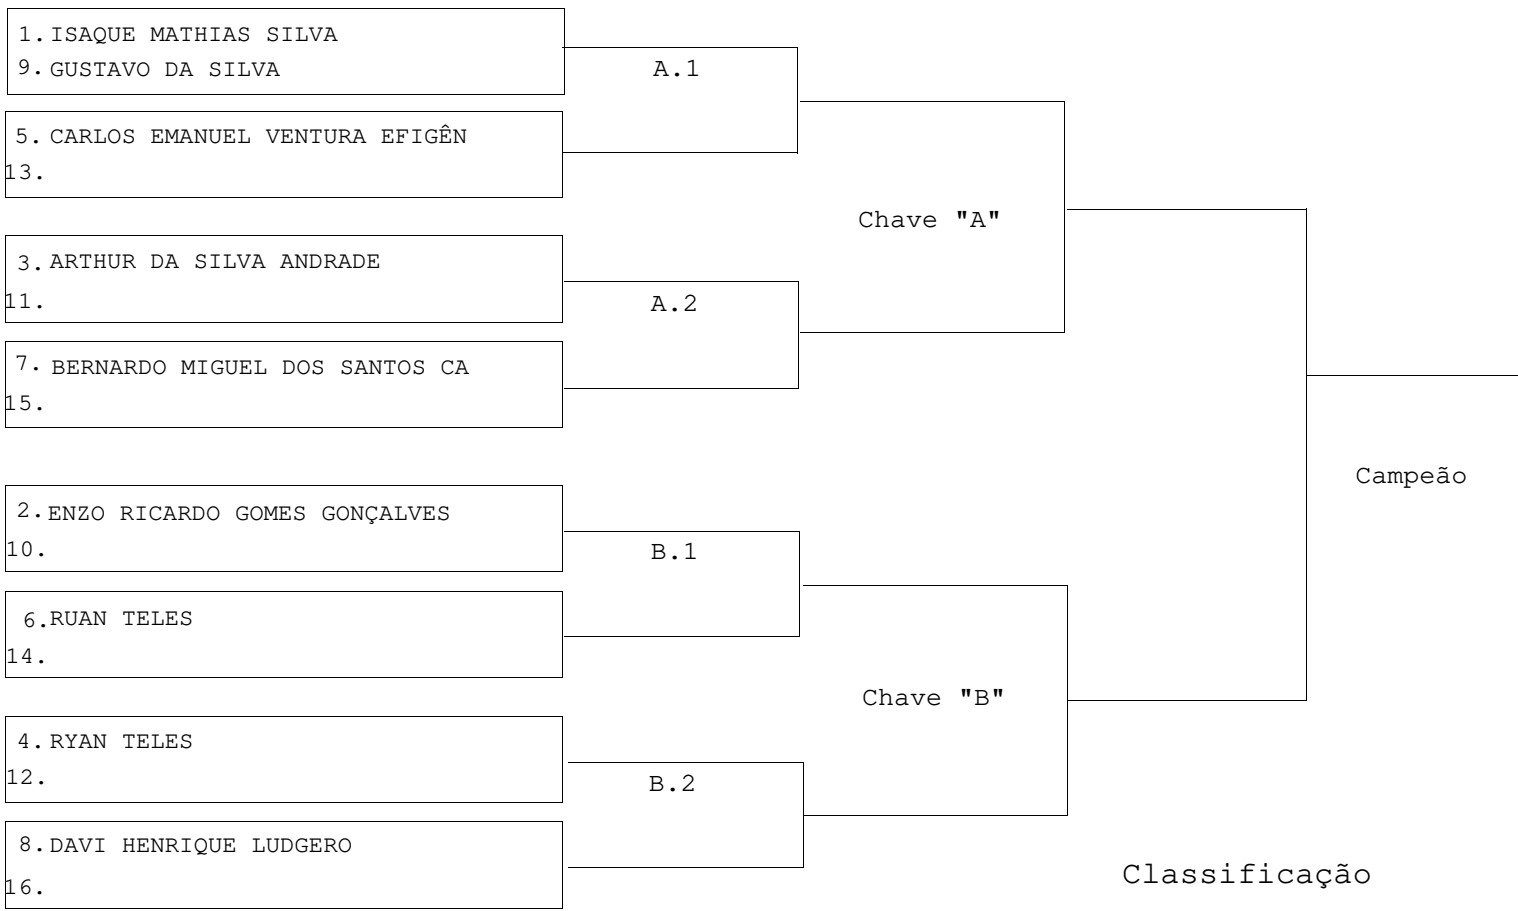 1. ISAQUE MATHIAS SILVA
9. GUSTAVO DA SILVA
A.1
5. CARLOS EMANUEL VENTURA EFIGÊN
13.
Chave "A"
3. ARTHUR DA SILVA ANDRADE
11.
A.2
7. BERNARDO MIGUEL DOS SANTOS CA
15.
Campeão
2. ENZO RICARDO GOMES GONÇALVES
10.
B.1
6. RUAN TELES
14.
Chave "B"
4. RYAN TELES
12.
B.2
8. DAVI HENRIQUE LUDGERO
16.
Classificação